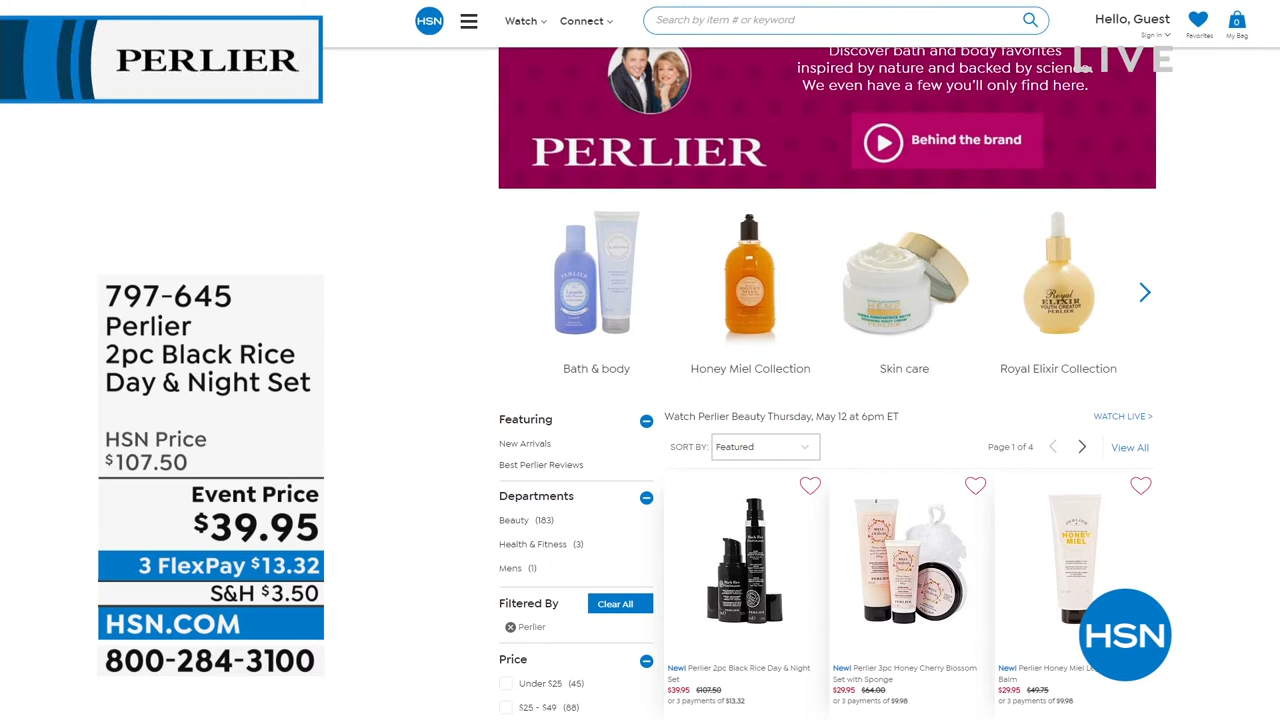 PERLIER
797-645
Perlier
2pc Black Rice
Day & Night Set
HSN Price
$107.50
Event Price
$39.95
3 FlexPay $13.32
S&H $3.50
HSN.COM
800-284-3100
HSN
Watch
Connect
Search by item # or keyword
Hello, Guest
Sign In
Favorites
0
My Bag
LIVE
Discover bath and body favorites
inspired by nature and backed by science.
We even have a few you'll only find here.
PERLIER
Behind the brand
Bath & body
Honey Miel Collection
Skin care
Royal Elixir Collection
Featuring
New Arrivals
Best Perlier Reviews
Departments
Beauty (183)
Health & Fitness (3)
Mens (1)
Filtered By
Clear All
Perlier
Price
Under $25 (45)
$25 - $49 (88)
Watch Perlier Beauty Thursday, May 12 at 6pm ET
WATCH LIVE >
SORT BY:
Featured
Page 1 of 4
View All
New! Perlier 2pc Black Rice Day & Night
Set
$39.95 $107.50
or 3 payments of $13.32
New! Perlier 3pc Honey Cherry Blossom
Set with Sponge
$29.95 $64.00
or 3 payments of $9.98
New! Perlier Honey Miel
Balm
$29.95 $49.75
or 3 payments of $9.98
HSN